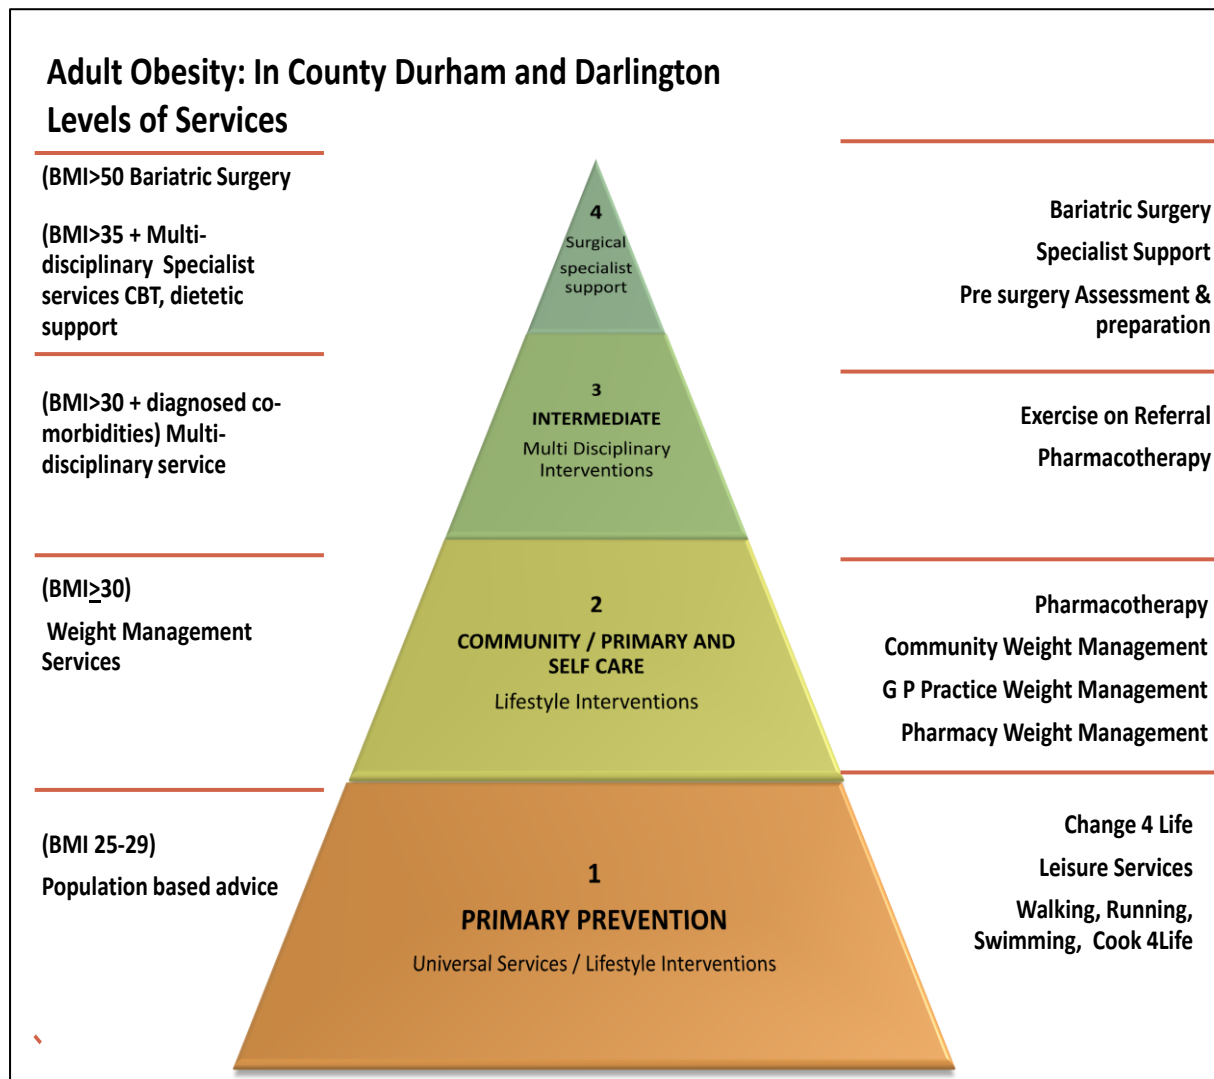 Adult Obesity: In County Durham and Darlington
Levels of Services
(BMI>50 Bariatric Surgery
(BMI>35 + Multi-
disciplinary Specialist
services CBT, dietetic
support
4
Surgical
specialist
support
Bariatric Surgery
Specialist Support
Pre surgery Assessment &
preparation
(BMI>30 + diagnosed co-
morbidities) Multi-
disciplinary service
3
INTERMEDIATE
Multi Disciplinary
Interventions
Exercise on Referral
Pharmacotherapy
(BMI≥30)
Weight Management
Services
2
COMMUNITY / PRIMARY AND
SELF CARE
Lifestyle Interventions
Pharmacotherapy
Community Weight Management
G P Practice Weight Management
Pharmacy Weight Management
(BMI 25-29)
Population based advice
1
PRIMARY PREVENTION
Universal Services / Lifestyle Interventions
Change 4 Life
Leisure Services
Walking, Running,
Swimming, Cook 4Life